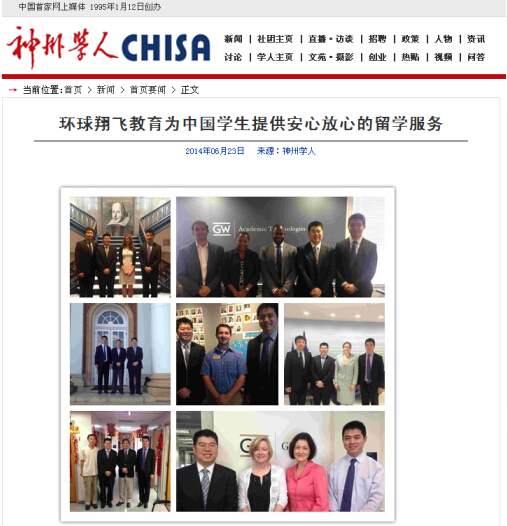 中国首家网上媒体 1995年1月12日创办
神州学人 CHISA
新闻 | 社团主页 | 直播·访谈 | 招聘 | 政策 | 人物 | 资讯
讨论 | 学人主页 | 文苑·摄影 | 创业 | 热贴 | 视频 | 问答
→ 当前位置:首页 > 新闻 > 首页要闻 > 正文
环球翔飞教育为中国学生提供安心放心的留学服务
2014年06月23日 来源：神州学人
GW Academic Technologies
GW